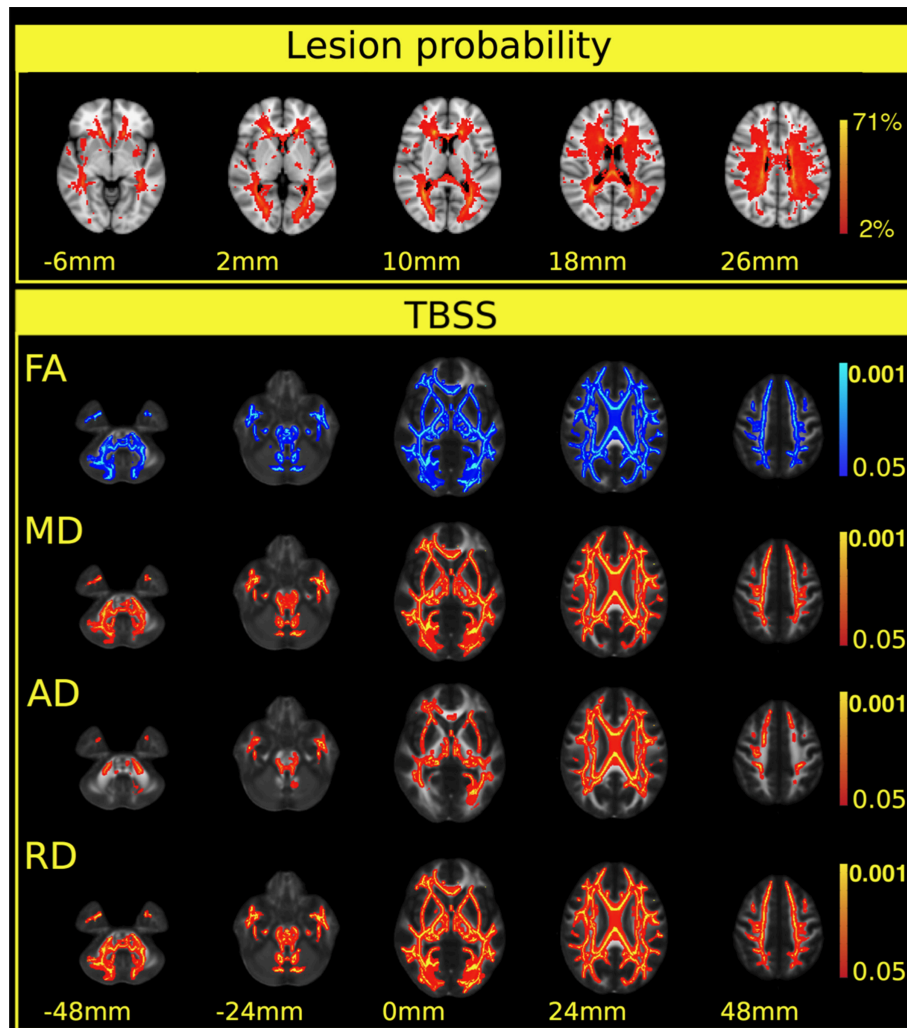 Lesion probability
71%
2%
-6mm 2mm 10mm 18mm 26mm
TBSS
FA
0.001
0.05
MD
0.001
0.05
AD
0.001
0.05
RD
0.001
0.05
-48mm -24mm 0mm 24mm 48mm